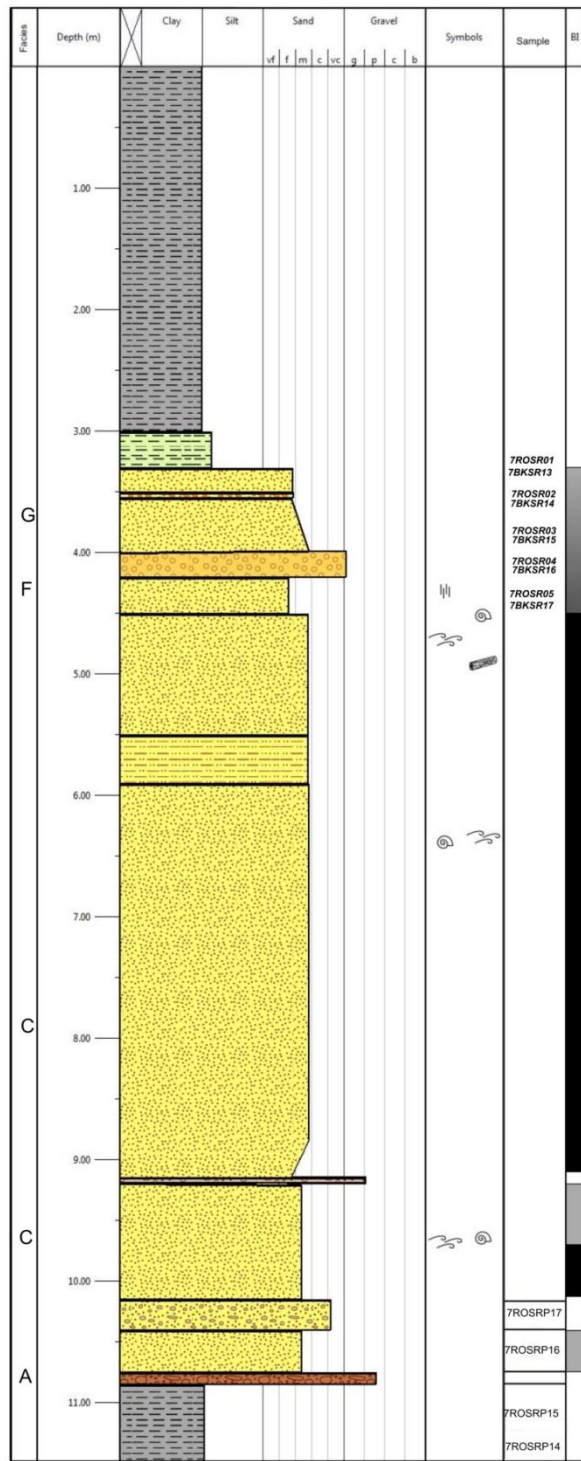 Facies
Depth (m)
Clay
Silt
Sand
Gravel
Symbols
Sample
BI
vf f m c vc g p c b
1.00
2.00
3.00
7ROSR01
7BKSR13
7ROSR02
7BKSR14
G
7ROSR03
7BKSR15
4.00
7ROSR04
7BKSR16
F
7ROSR05
7BKSR17
5.00
6.00
7.00
C
8.00
9.00
C
10.00
7ROSRP17
7ROSRP16
A
11.00
7ROSRP15
7ROSRP14